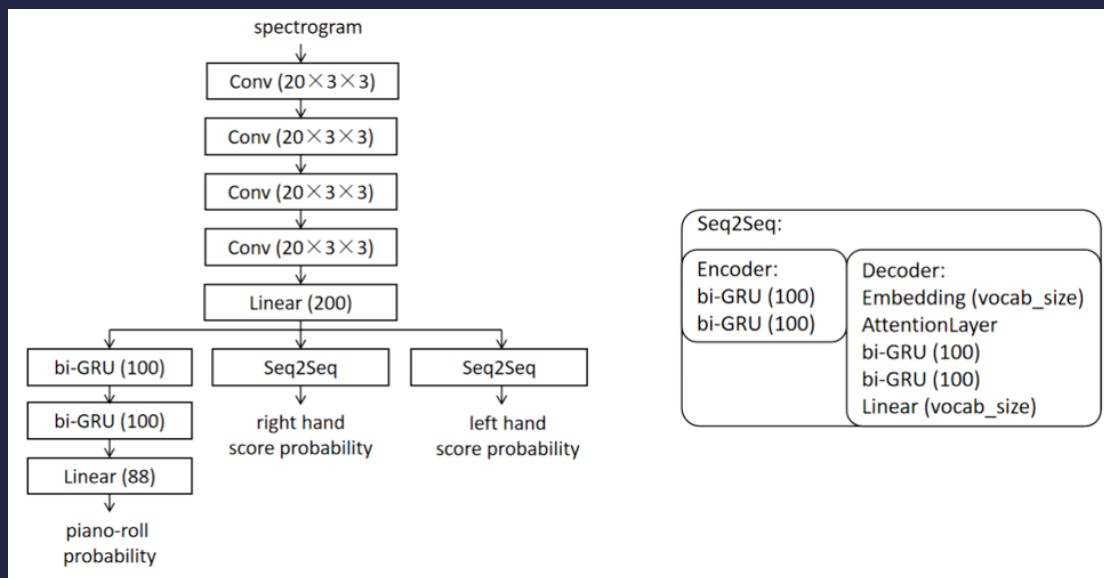 spectrogram
Conv (20×3×3)
Conv (20×3×3)
Conv (20×3×3)
Conv (20×3×3)
Linear (200)
bi-GRU (100)
bi-GRU (100)
Linear (88)
piano-roll
probability
Seq2Seq
right hand
score probability
Seq2Seq
left hand
score probability
Seq2Seq:
Encoder:
bi-GRU (100)
bi-GRU (100)
Decoder:
Embedding (vocab_size)
AttentionLayer
bi-GRU (100)
bi-GRU (100)
Linear (vocab_size)